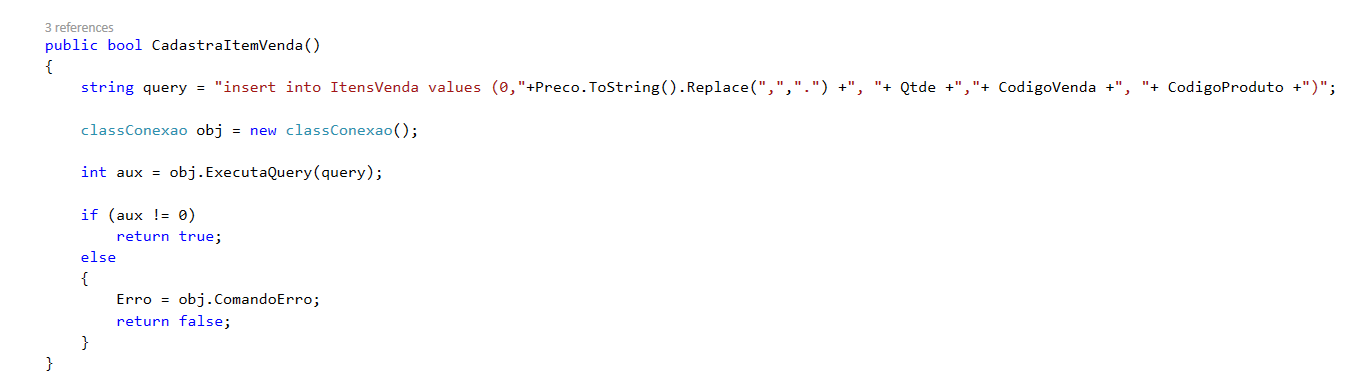 3 references
public bool CadastraItemVenda()
{
string query = "insert into ItensVenda values (0,"+Preco.ToString().Replace(",",".") +", "+ Qtde +","+ CodigoVenda +", "+ CodigoProduto +")";
classConexao obj = new classConexao();
int aux = obj.ExecutaQuery(query);
if (aux != 0)
return true;
else
{
Erro = obj.ComandoErro;
return false;
}
}